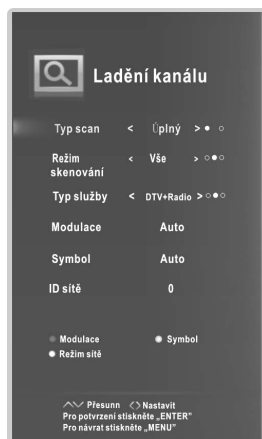 Ladění kanálu
Typ scan < Úplný >
Režim < Vše >
skenování
Typ služby < DTV+Radio >
Modulace Auto
Symbol Auto
ID sítě 0
Modulace Symbol
Režim sítě
Přesunn <> Nastavit
Pro potvrzení stiskněte „ENTER”
Pro návrat stiskněte „MENU”